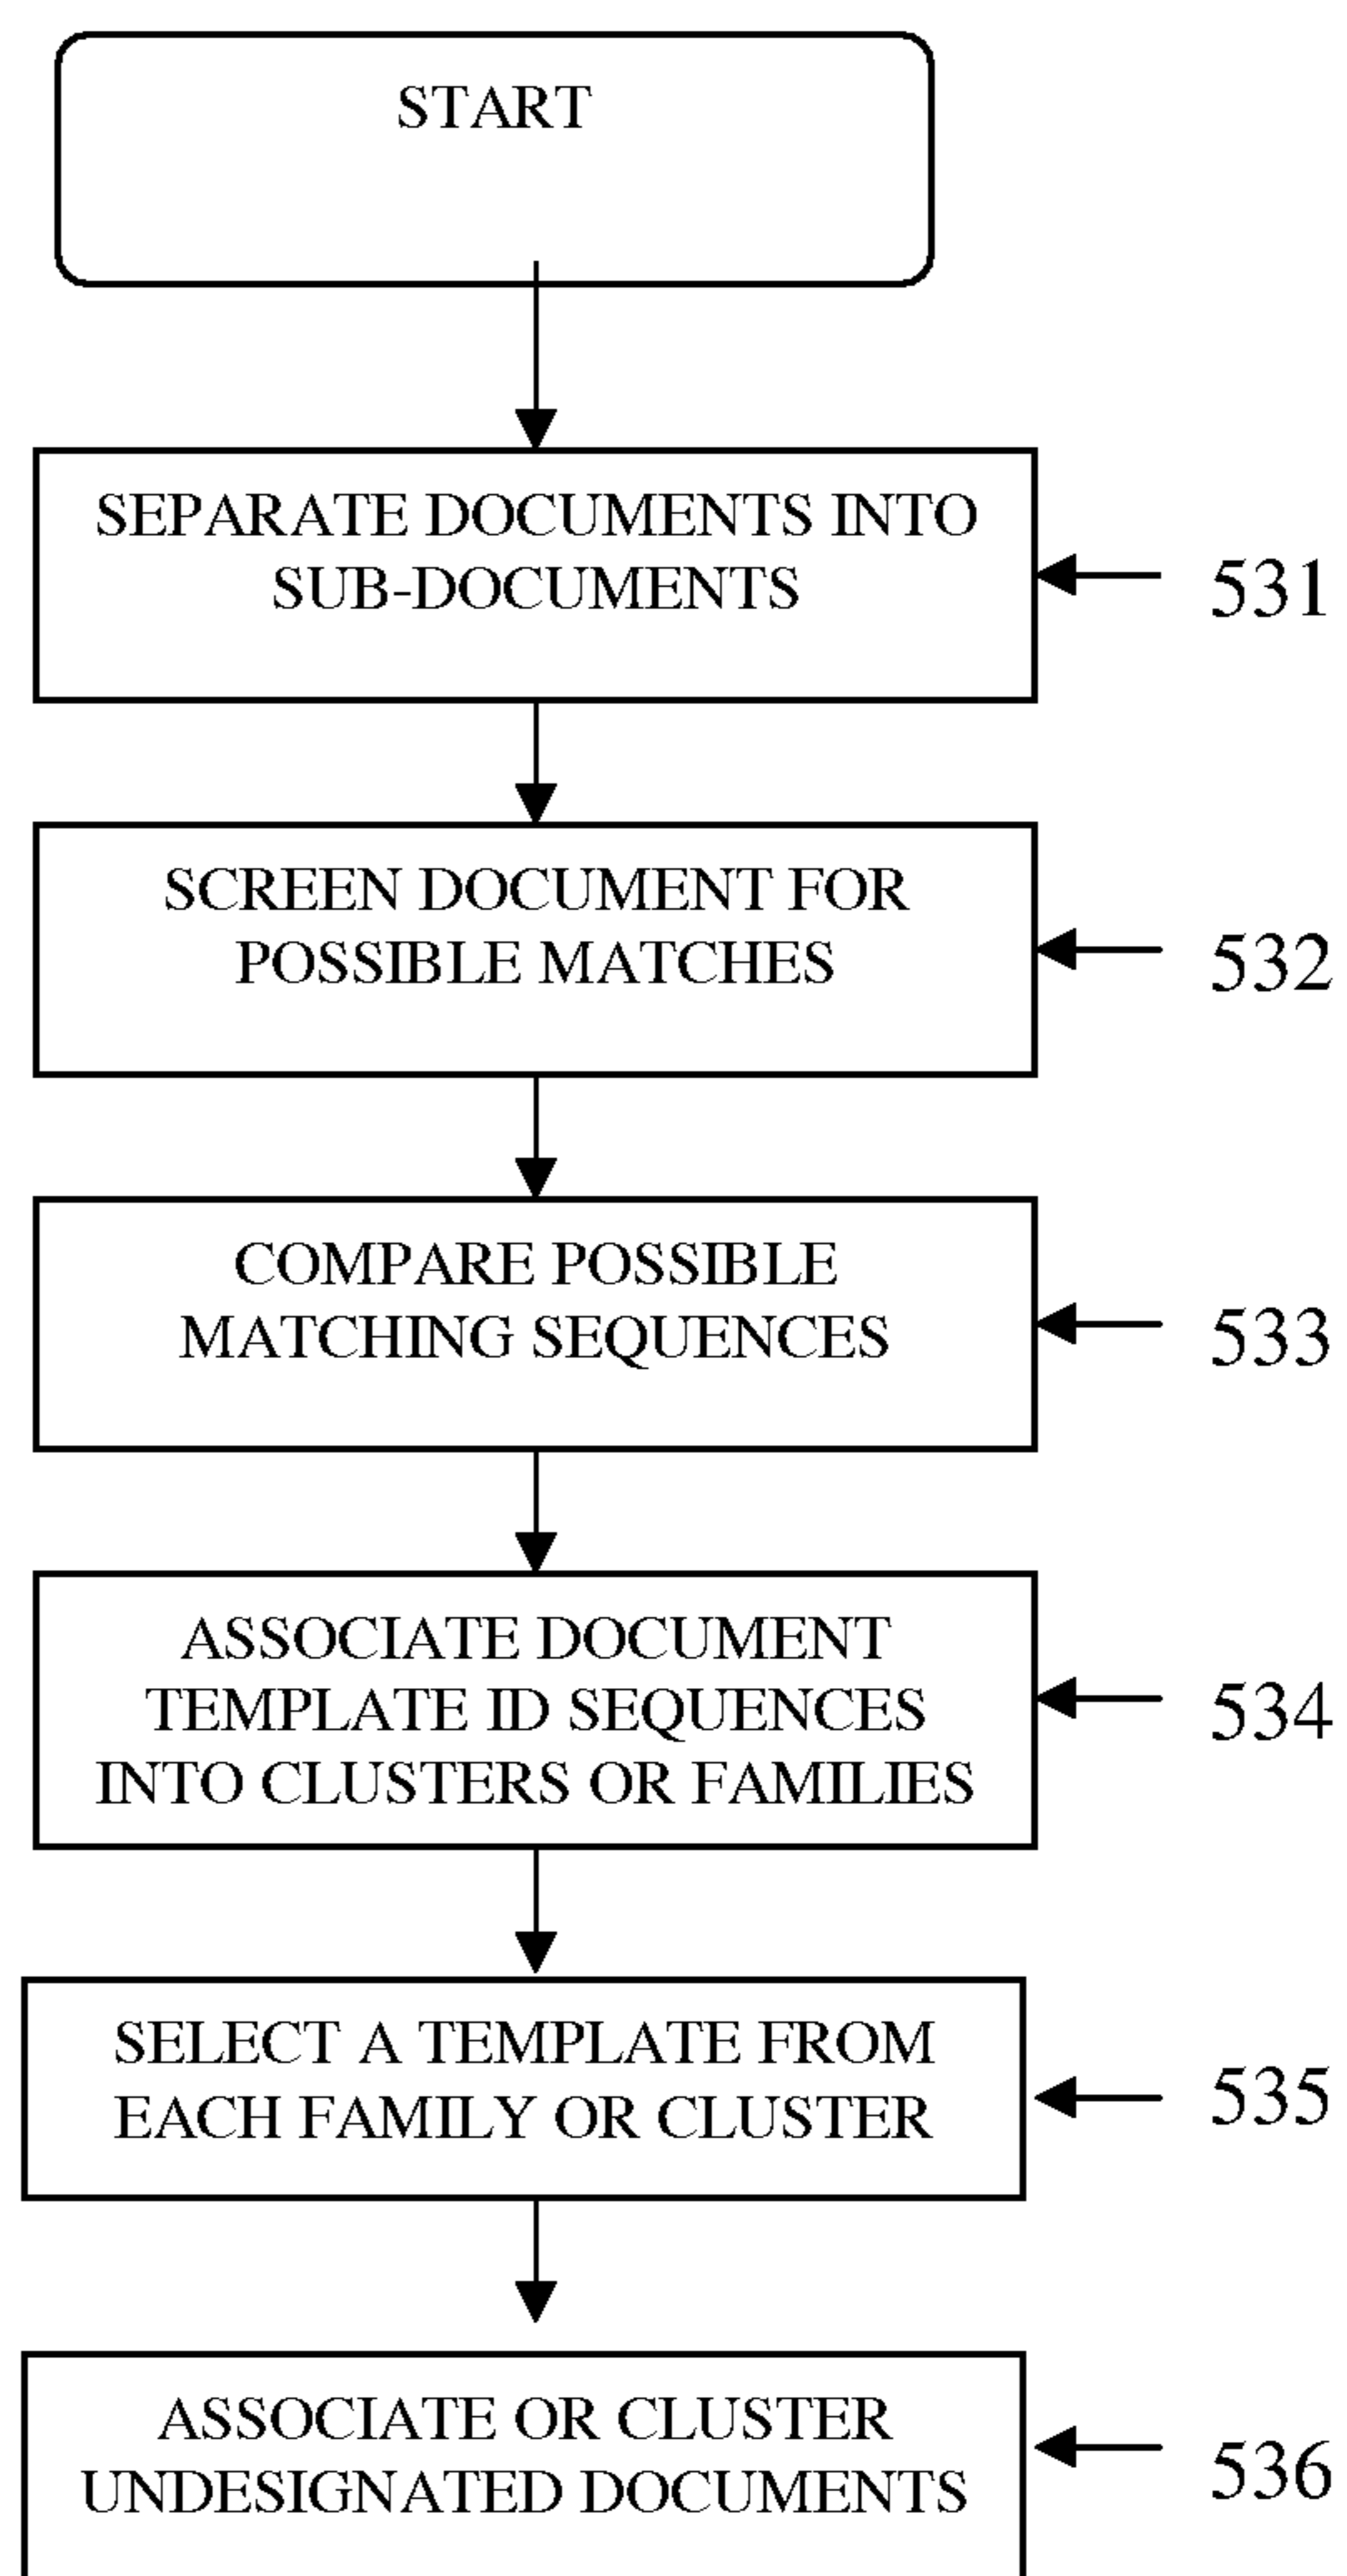 START
SEPARATE DOCUMENTS INTO
SUB-DOCUMENTS
531
SCREEN DOCUMENT FOR
POSSIBLE MATCHES
532
COMPARE POSSIBLE
MATCHING SEQUENCES
533
ASSOCIATE DOCUMENT
TEMPLATE ID SEQUENCES
INTO CLUSTERS OR FAMILIES
534
SELECT A TEMPLATE FROM
EACH FAMILY OR CLUSTER
535
ASSOCIATE OR CLUSTER
UNDESIGNATED DOCUMENTS
536